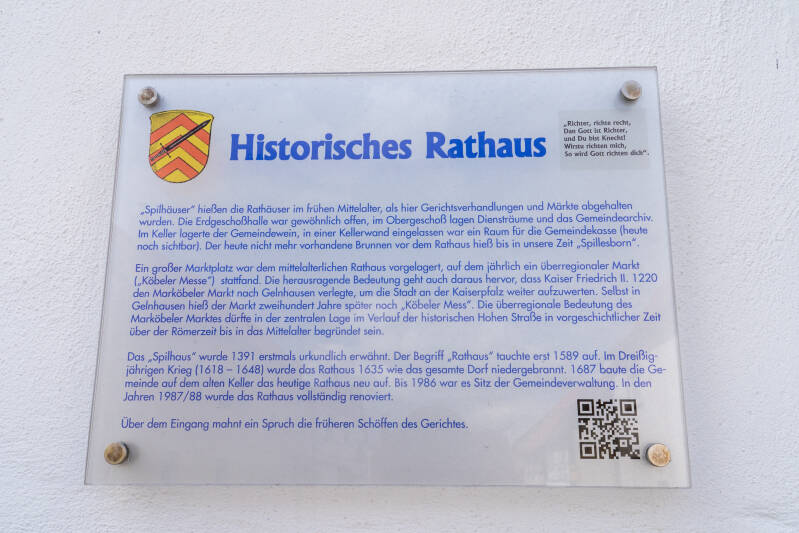 Historisches Rathaus
„Richter, richte recht,
Dan Gott ist Richter,
und Du bist Knecht!
Wirste richten mich,
So wird Gott richten dich“.
„Spilhäuser“ hießen die Rathäuser im frühen Mittelalter, als hier Gerichtsverhandlungen und Märkte abgehalten
wurden. Die Erdgeschoßhalle war gewöhnlich offen, im Obergeschoß lagen Diensträume und das Gemeindearchiv.
Im Keller lagerte der Gemeindewein, in einer Kellerwand eingelassen war ein Raum für die Gemeindekasse (heute
noch sichtbar). Der heute nicht mehr vorhandene Brunnen vor dem Rathaus hieß bis in unsere Zeit „Spillesborn“.
Ein großer Marktplatz war dem mittelalterlichen Rathaus vorgelagert, auf dem jährlich ein überregionaler Markt
(„Köbeler Messe“) stattfand. Die herausragende Bedeutung geht auch daraus hervor, dass Kaiser Friedrich II. 1220
den Marköbeler Markt nach Gelnhausen verlegte, um die Stadt an der Kaiserpfalz weiter aufzuwerten. Selbst in
Gelnhausen hieß der Markt zweihundert Jahre später noch „Köbeler Mess“. Die überregionale Bedeutung des
Marköbeler Marktes dürfte in der zentralen Lage im Verlauf der historischen Hohen Straße in vorgeschichtlicher Zeit
über der Römerzeit bis in das Mittelalter begründet sein.
Das „Spilhaus“ wurde 1391 erstmals urkundlich erwähnt. Der Begriff „Rathaus“ tauchte erst 1589 auf. Im Dreißig-
jährigen Krieg (1618 – 1648) wurde das Rathaus 1635 wie das gesamte Dorf niedergebrannt. 1687 baute die Ge-
meinde auf dem alten Keller das heutige Rathaus neu auf. Bis 1986 war es Sitz der Gemeindeverwaltung. In den
Jahren 1987/88 wurde das Rathaus vollständig renoviert.
Über dem Eingang mahnt ein Spruch die früheren Schöffen des Gerichtes.